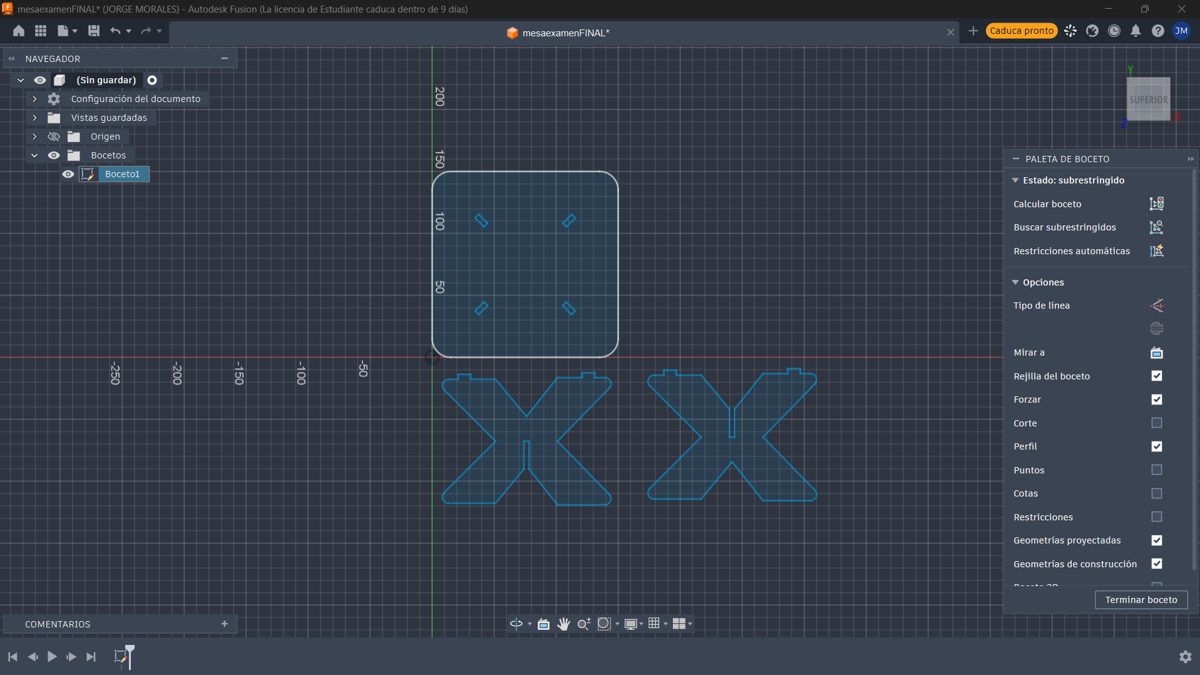 mesaexamenFINAL* (JORGE MORALES) - Autodesk Fusion (La licencia de Estudiante caduca dentro de 9 días)
mesaexamenFINAL*
Caduca pronto
JM
NAVEGADOR
(Sin guardar)
Configuración del documento
Vistas guardadas
Origen
Bocetos
Boceto1
200
150
100
50
-250
-200
-150
-100
-50
Y
SUPERIOR
Z
X
PALETA DE BOCETO
Estado: subrestringido
Calcular boceto
Buscar subrestringidos
Restricciones automáticas
Opciones
Tipo de línea
Mirar a
Rejilla del boceto
Forzar
Corte
Perfil
Puntos
Cotas
Restricciones
Geometrías proyectadas
Geometrías de construcción
Terminar boceto
COMENTARIOS